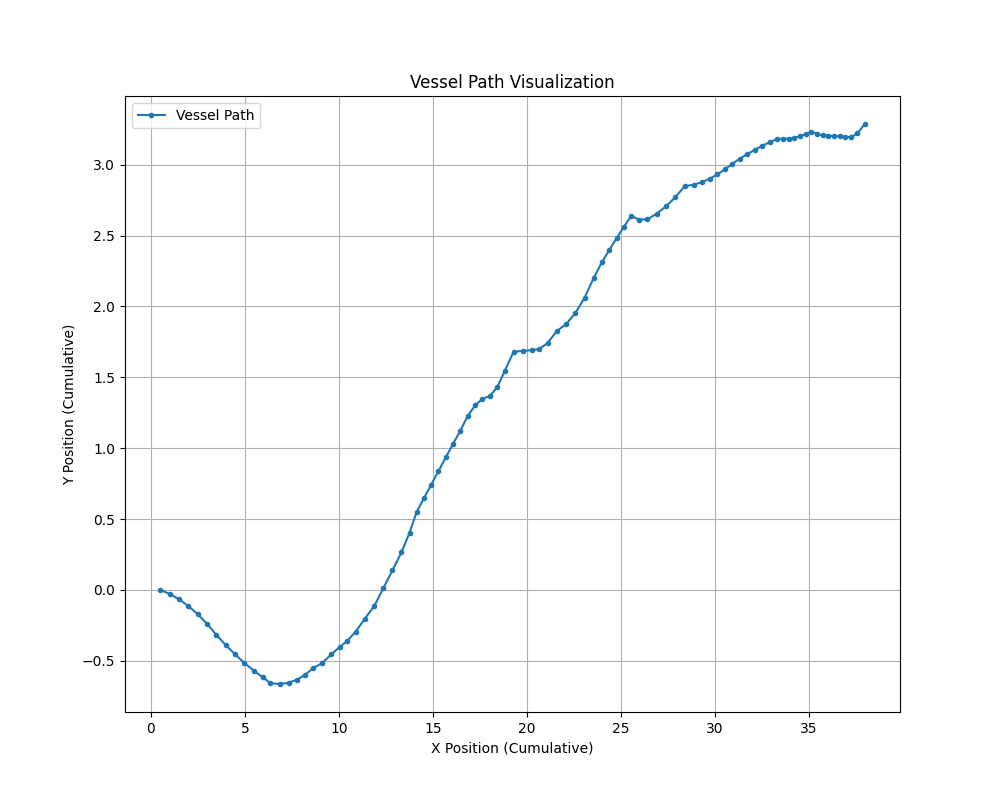 Vessel Path Visualization
Vessel Path
Y Position (Cumulative)
3.0
2.5
2.0
1.5
1.0
0.5
0.0
−0.5
0 5 10 15 20 25 30 35
X Position (Cumulative)